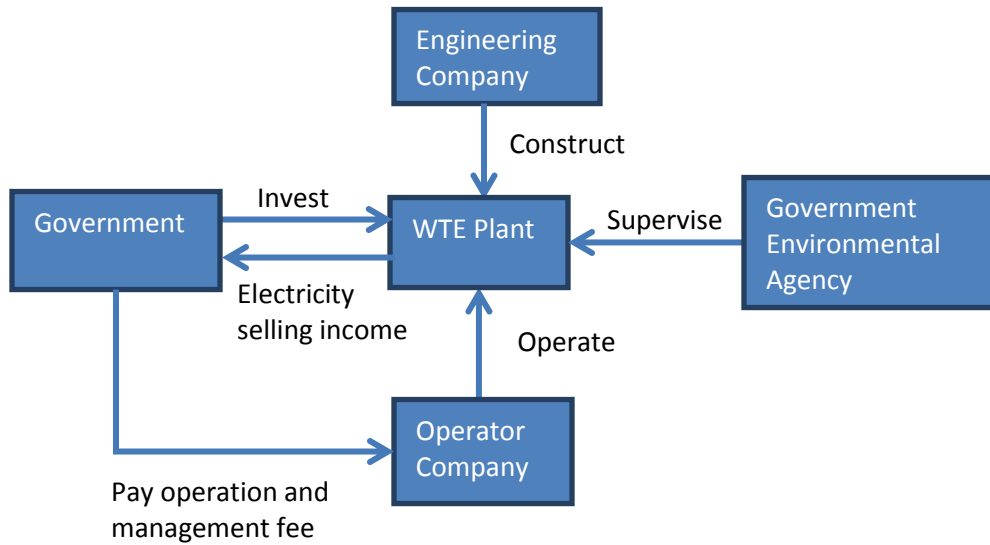 Engineering
Company
Construct
Invest
Government
WTE Plant
Supervise
Government
Environmental
Agency
Electricity
selling income
Operate
Operator
Company
Pay operation and
management fee